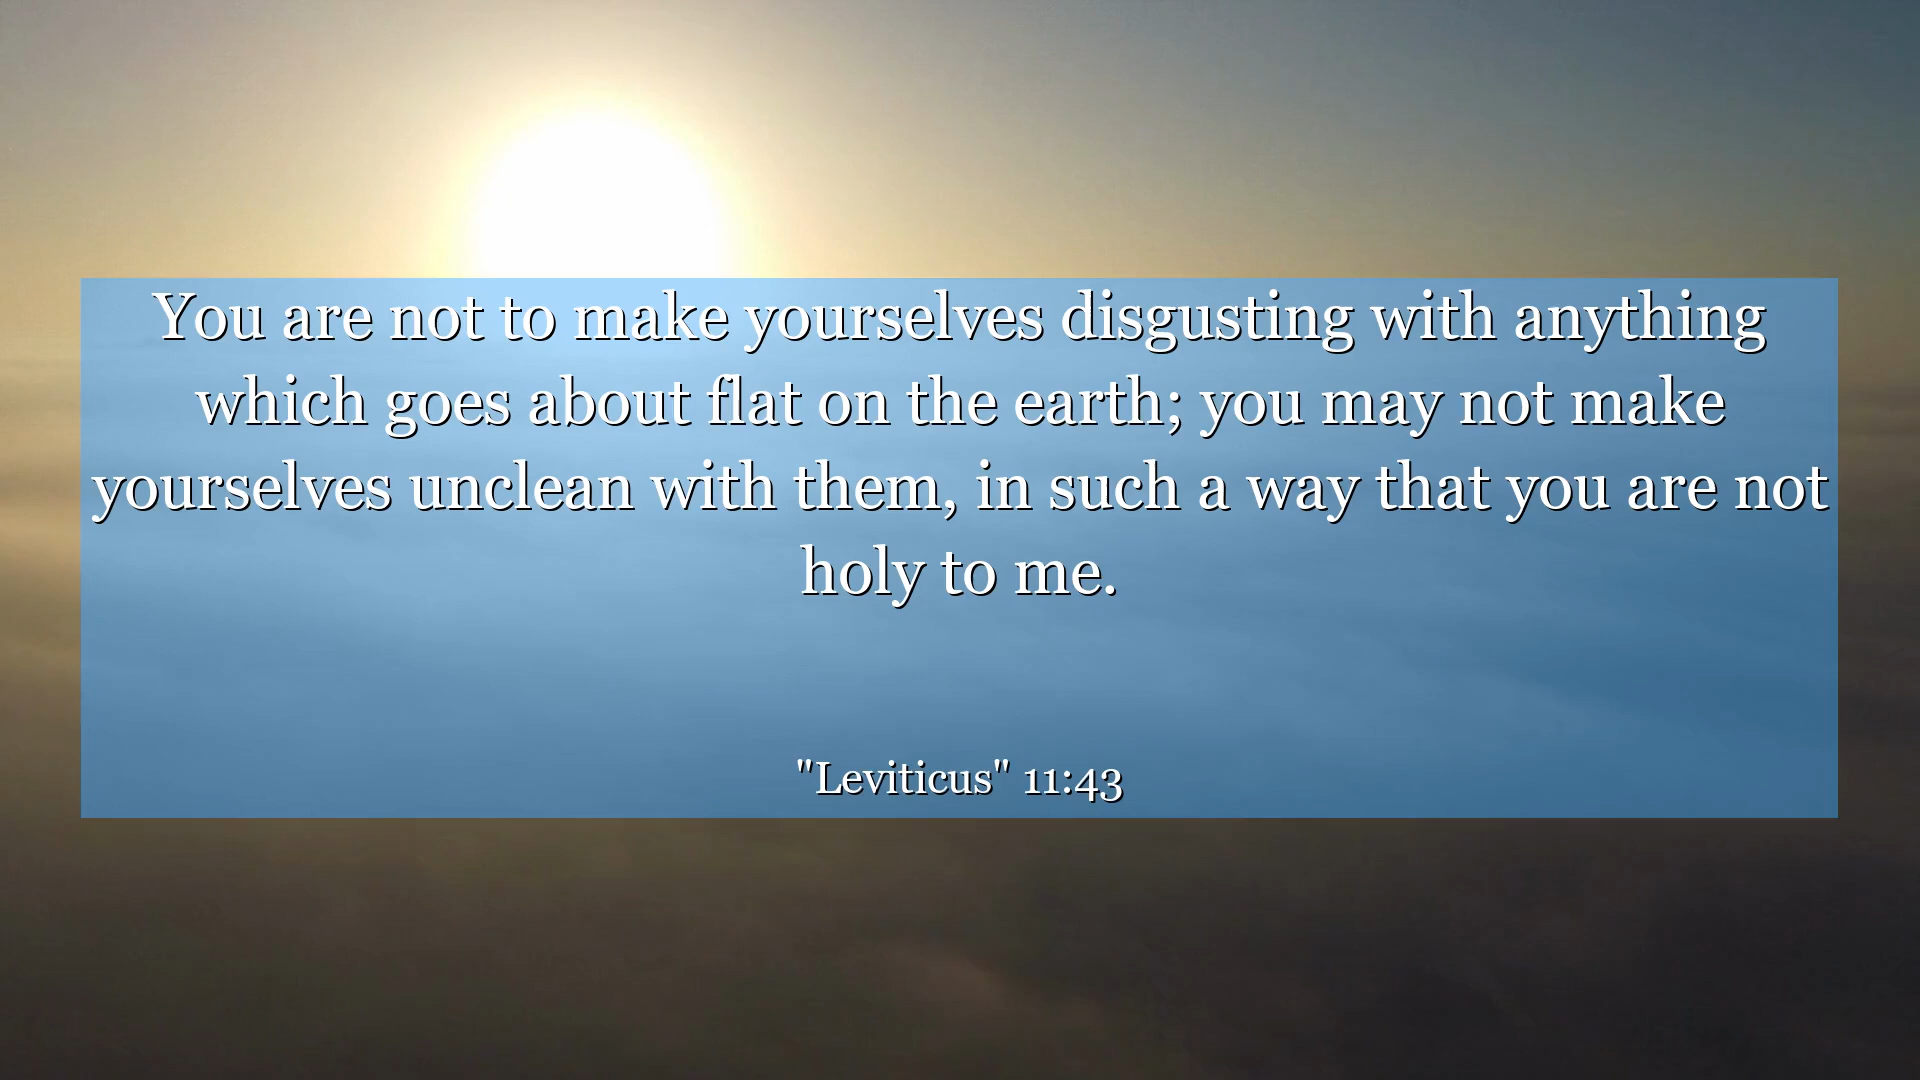 You are not to make yourselves disgusting with anything
which goes about flat on the earth; you may not make
yourselves unclean with them, in such a way that you are not
holy to me.
"Leviticus" 11:43